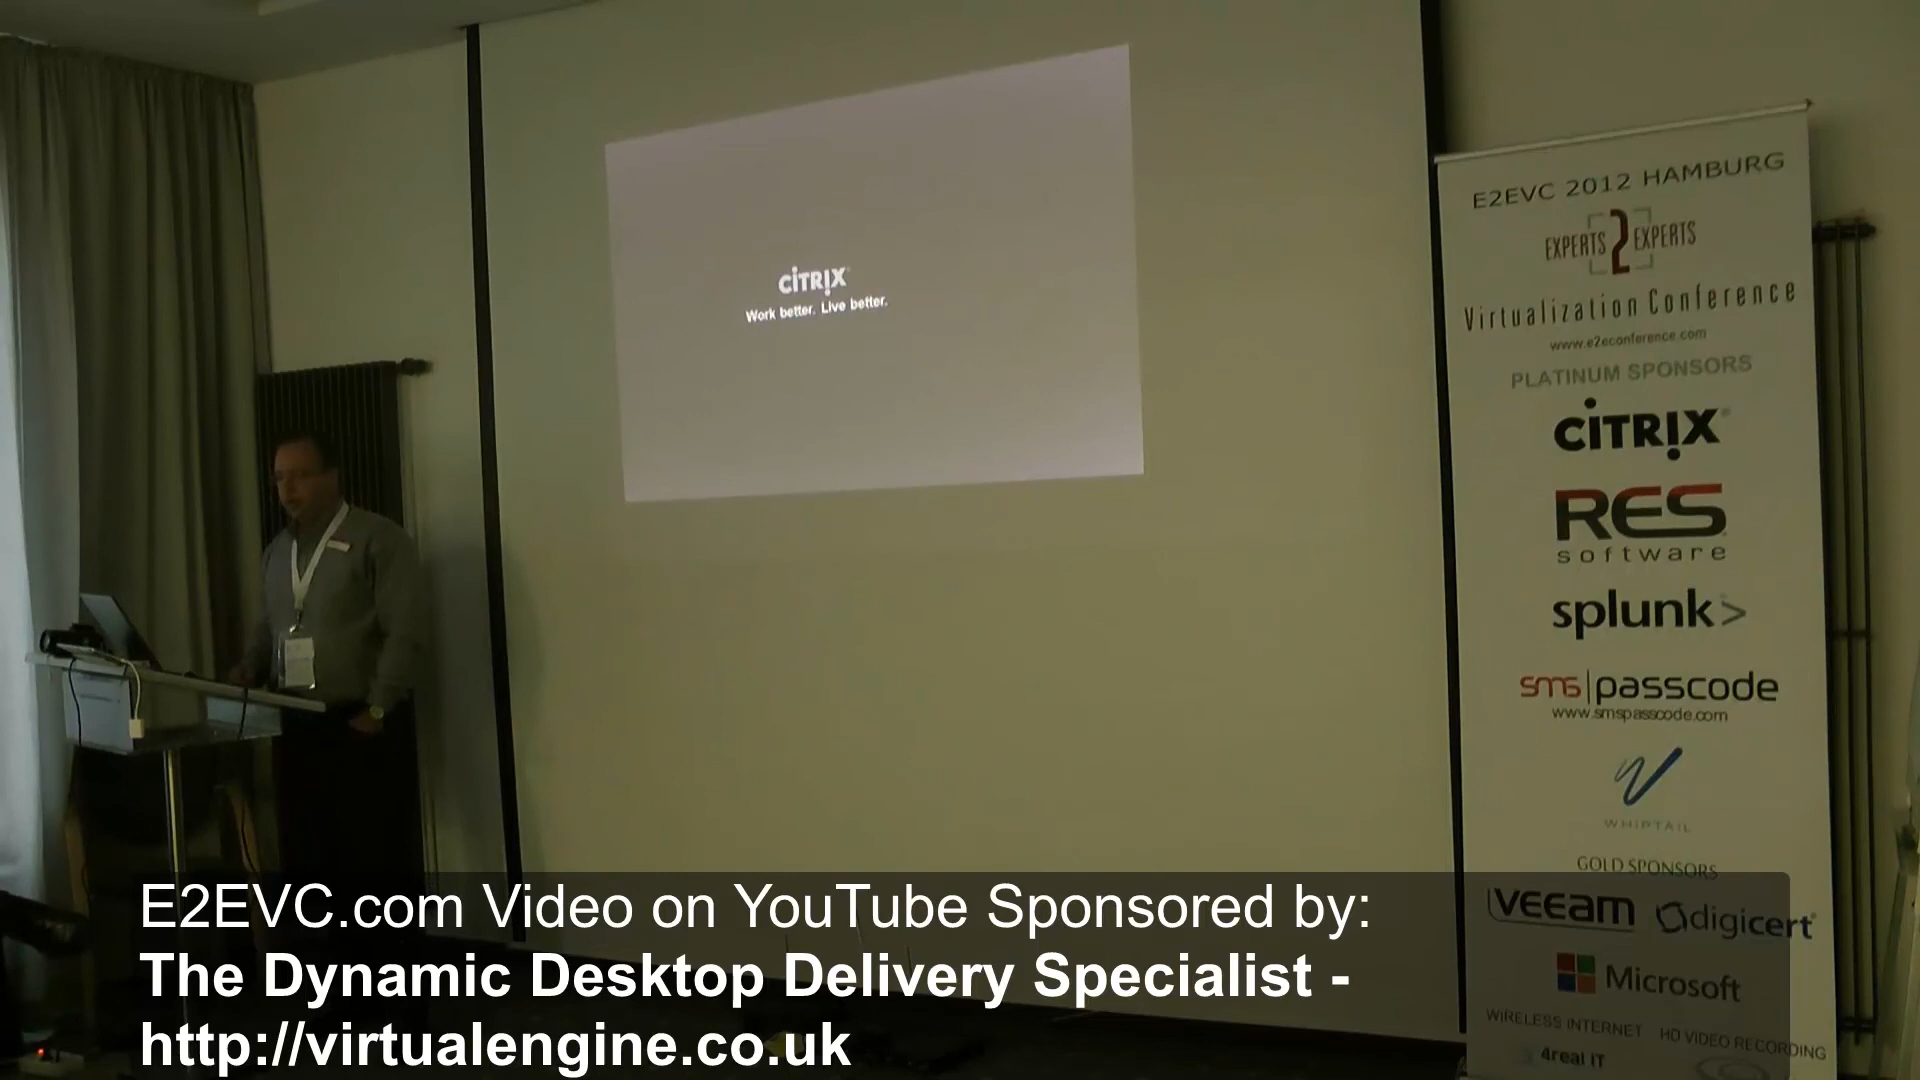 CiTRIX
Work better. Live better.
E2EVC 2012 HAMBURG
EXPERTS 2 EXPERTS
Virtualization Conference
www.e2econference.com
PLATINUM SPONSORS
CiTRIX
RES
software
splunk>
sms|passcode
www.smspasscode.com
WHIPTAIL
GOLD SPONSORS
veeam digicert
Microsoft
WIRELESS INTERNET HD VIDEO RECORDING
4real IT
E2EVC.com Video on YouTube Sponsored by:
The Dynamic Desktop Delivery Specialist -
http://virtualengine.co.uk